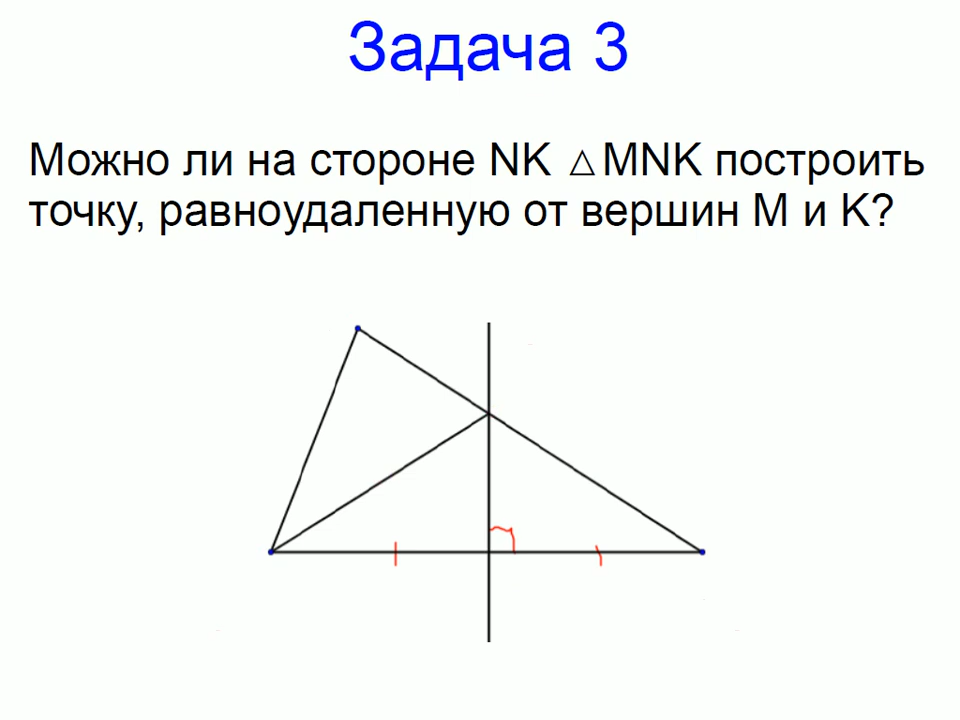 Задача 3
Можно ли на стороне NK △MNK построить
точку, равноудаленную от вершин М и К?